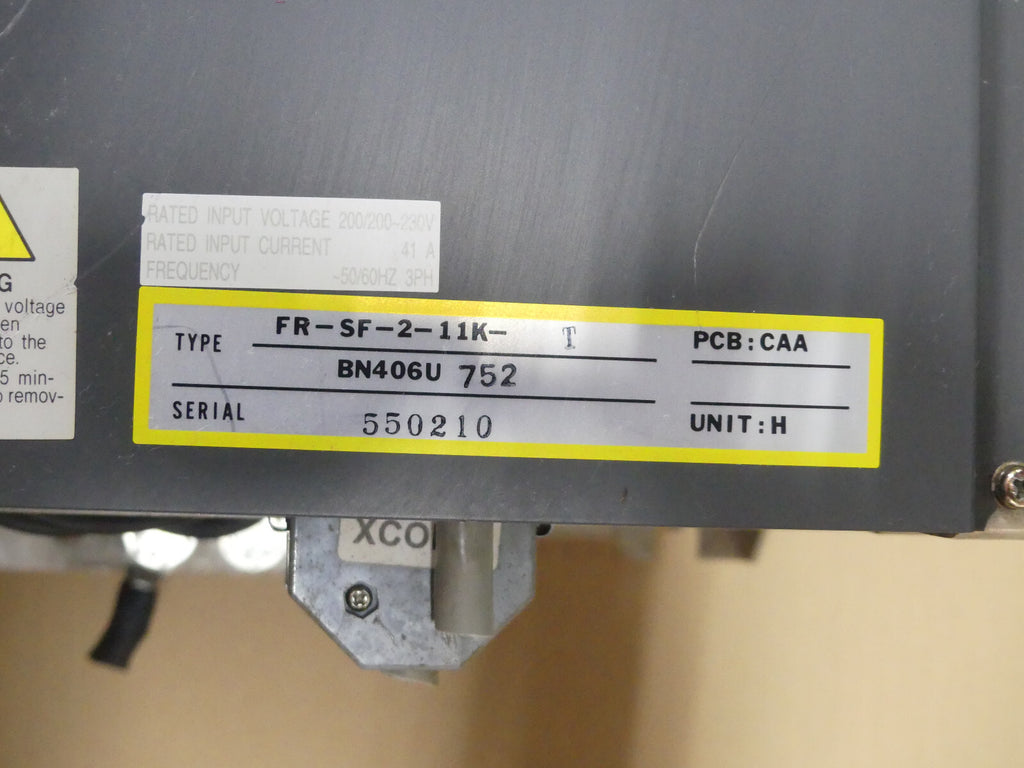 G
voltage
en
to the
ce.
5 min-
remov-
RATED INPUT VOLTAGE 200/200~230V
RATED INPUT CURRENT 41 A
FREQUENCY ~50/60HZ 3PH
TYPE FR-SF-2-11K- T PCB:CAA
BN406U 752
SERIAL 550210 UNIT:H
XCO